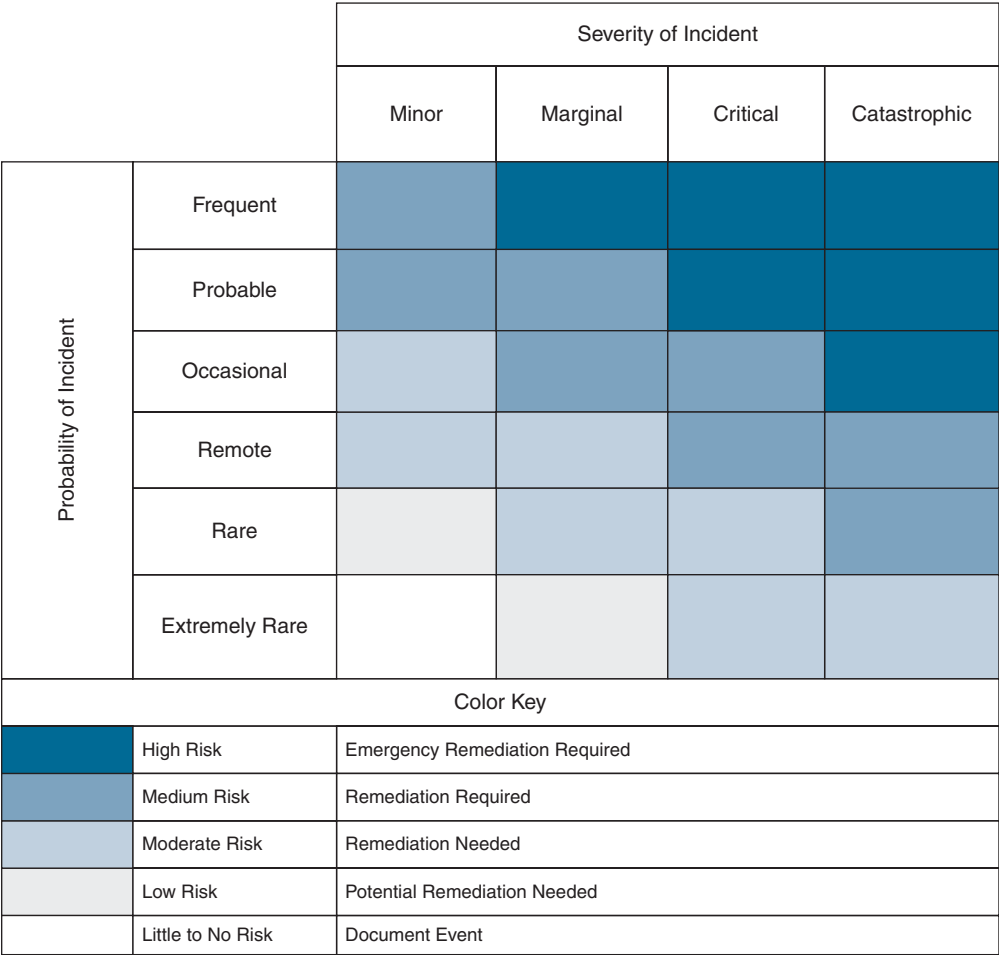 Severity of Incident
Minor
Marginal
Critical
Catastrophic
Probability of Incident
Frequent
Probable
Occasional
Remote
Rare
Extremely Rare
Color Key
High Risk
Emergency Remediation Required
Medium Risk
Remediation Required
Moderate Risk
Remediation Needed
Low Risk
Potential Remediation Needed
Little to No Risk
Document Event